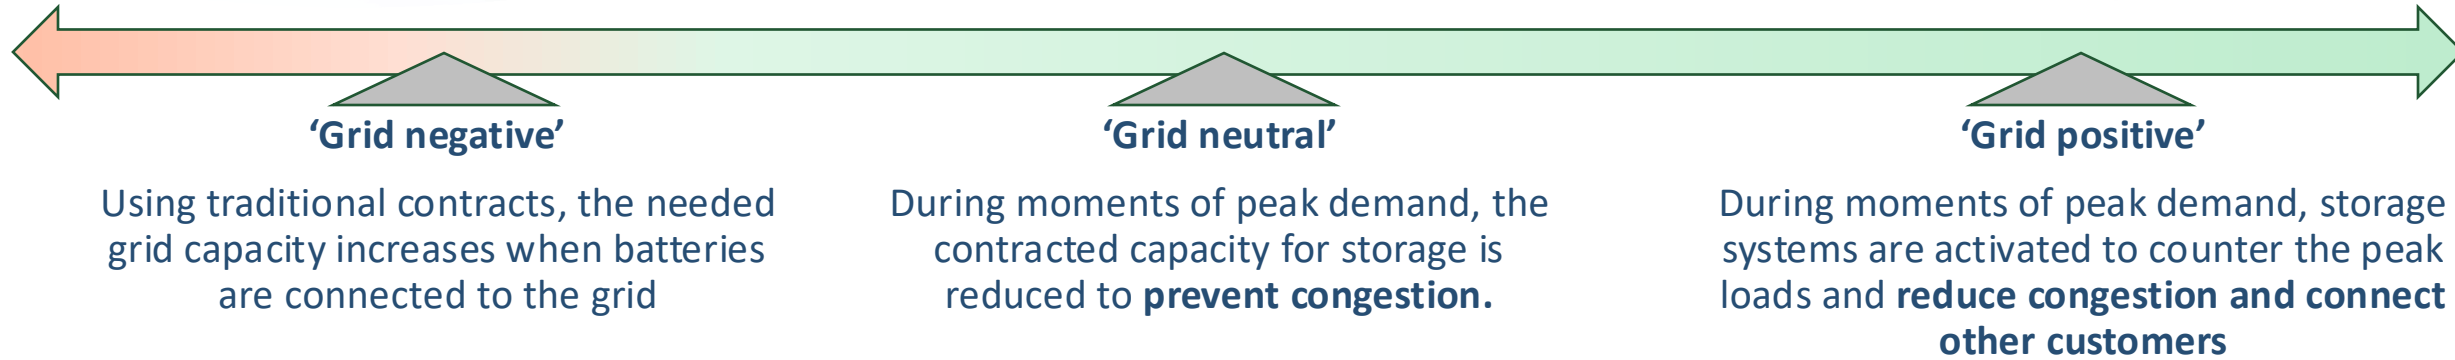 ‘Grid negative’
Using traditional contracts, the needed
grid capacity increases when batteries
are connected to the grid
‘Grid neutral’
During moments of peak demand, the
contracted capacity for storage is
reduced to prevent congestion.
‘Grid positive’
During moments of peak demand, storage
systems are activated to counter the peak
loads and reduce congestion and connect
other customers